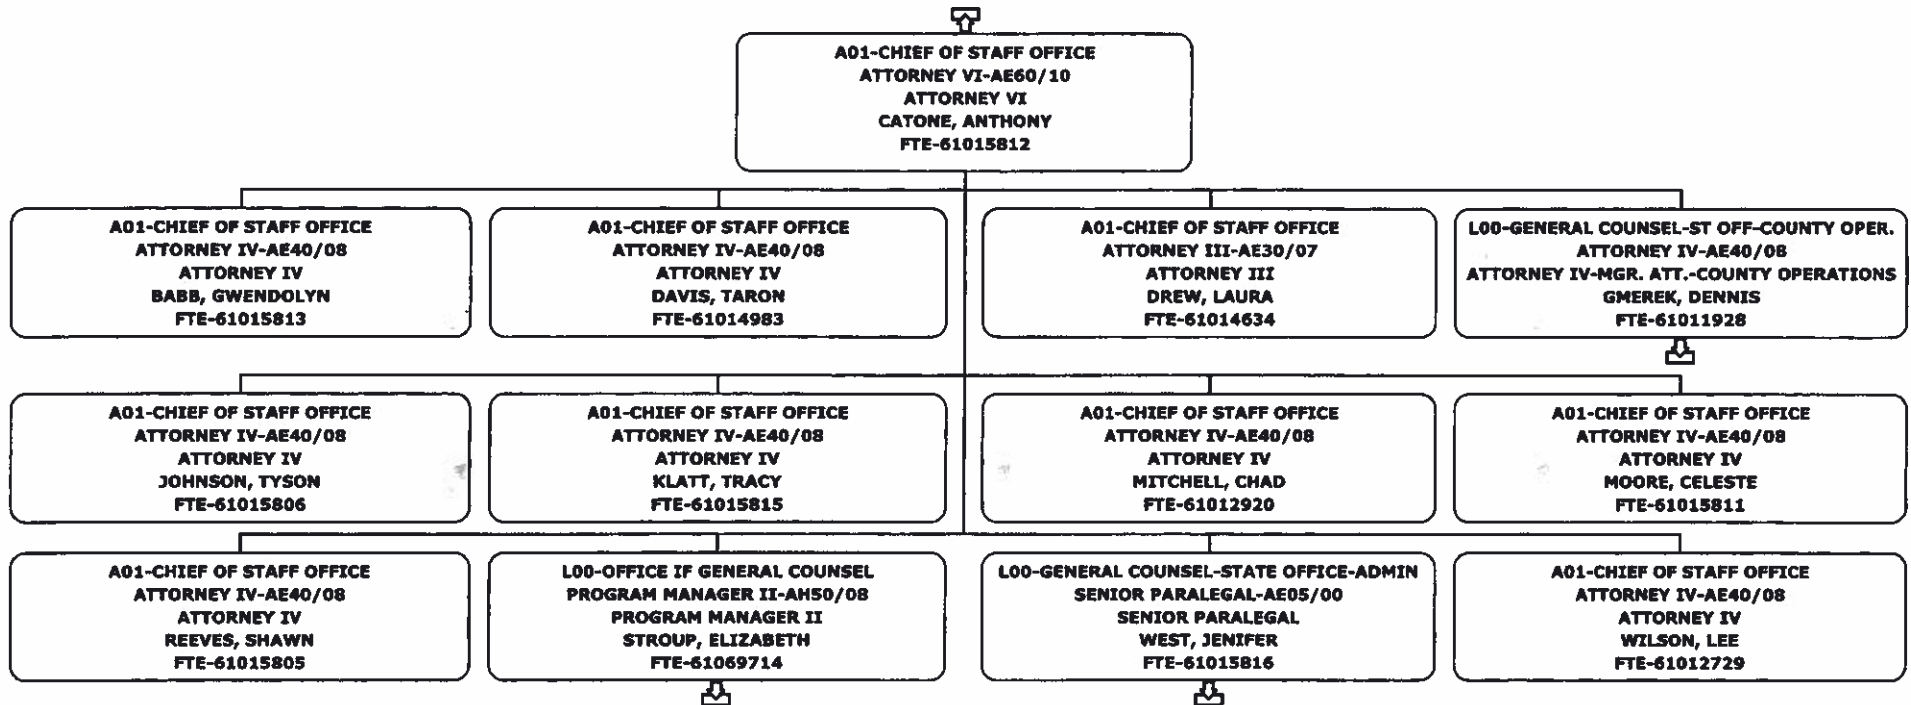 A01-CHIEF OF STAFF OFFICE
ATTORNEY VI-AE60/10
ATTORNEY VI
CATONE, ANTHONY
FTE-61015812
A01-CHIEF OF STAFF OFFICE
ATTORNEY IV-AE40/08
ATTORNEY IV
BABB, GWENDOLYN
FTE-61015813
A01-CHIEF OF STAFF OFFICE
ATTORNEY IV-AE40/08
ATTORNEY IV
DAVIS, TARON
FTE-61014983
A01-CHIEF OF STAFF OFFICE
ATTORNEY III-AE30/07
ATTORNEY III
DREW, LAURA
FTE-61014634
L00-GENERAL COUNSEL-ST OFF-COUNTY OPER.
ATTORNEY IV-AE40/08
ATTORNEY IV-MGR. ATT.-COUNTY OPERATIONS
GMEREK, DENNIS
FTE-61011928
A01-CHIEF OF STAFF OFFICE
ATTORNEY IV-AE40/08
ATTORNEY IV
JOHNSON, TYSON
FTE-61015806
A01-CHIEF OF STAFF OFFICE
ATTORNEY IV-AE40/08
ATTORNEY IV
KLATT, TRACY
FTE-61015815
A01-CHIEF OF STAFF OFFICE
ATTORNEY IV-AE40/08
ATTORNEY IV
MITCHELL, CHAD
FTE-61012920
A01-CHIEF OF STAFF OFFICE
ATTORNEY IV-AE40/08
ATTORNEY IV
MOORE, CELESTE
FTE-61015811
A01-CHIEF OF STAFF OFFICE
ATTORNEY IV-AE40/08
ATTORNEY IV
REEVES, SHAWN
FTE-61015805
L00-OFFICE IF GENERAL COUNSEL
PROGRAM MANAGER II-AH50/08
PROGRAM MANAGER II
STROUP, ELIZABETH
FTE-61069714
L00-GENERAL COUNSEL-STATE OFFICE-ADMIN
SENIOR PARALEGAL-AE05/00
SENIOR PARALEGAL
WEST, JENIFER
FTE-61015816
A01-CHIEF OF STAFF OFFICE
ATTORNEY IV-AE40/08
ATTORNEY IV
WILSON, LEE
FTE-61012729